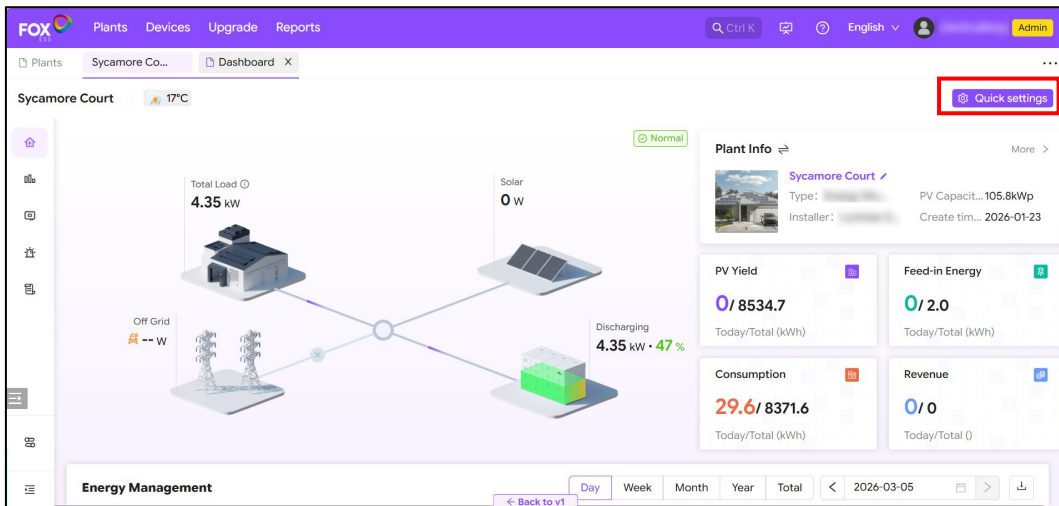 FOX ESS Plants Devices Upgrade Reports Ctrl K English Admin
Plants Sycamore Co... Dashboard X ...
Sycamore Court 17°C Quick settings
Normal
Total Load
4.35 kW
Solar
0 W
Off Grid
-- W
Discharging
4.35 kW · 47 %
Plant Info More >
Sycamore Court
Type: PV Capacit... 105.8kWp
Installer: Create tim... 2026-01-23
PV Yield
0/ 8534.7
Today/Total (kWh)
Feed-in Energy
0/ 2.0
Today/Total (kWh)
Consumption
29.6/ 8371.6
Today/Total (kWh)
Revenue
0/ 0
Today/Total ()
Energy Management Day Week Month Year Total < 2026-03-05 >
← Back to v1